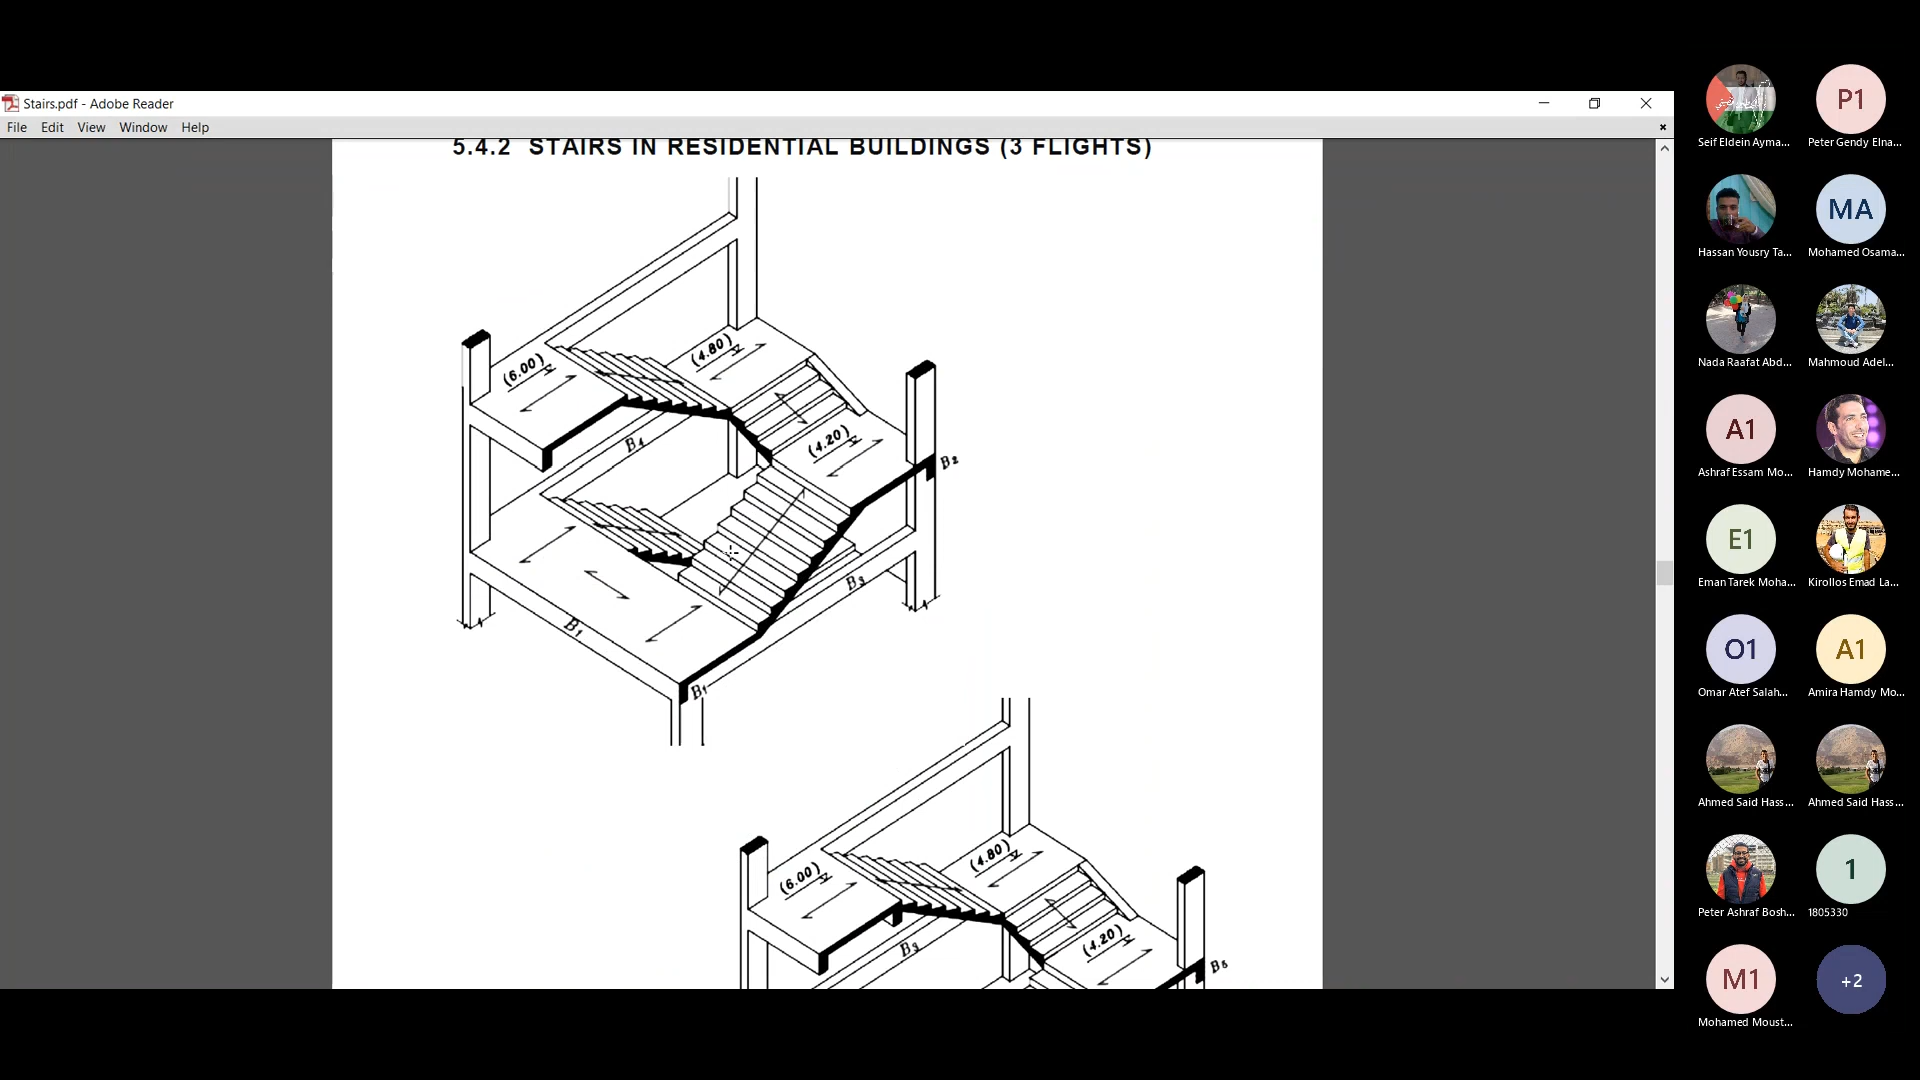 Stairs.pdf - Adobe Reader
File Edit View Window Help
5.4.2 STAIRS IN RESIDENTIAL BUILDINGS (3 FLIGHTS)
(6.00)
(4.80)
(4.20)
B4
B2
B3
B1
B1
(6.00)
(4.80)
(4.20)
B3
B5
P1
Seif Eldein Ayma... Peter Gendy Elna...
MA
Hassan Yousry Ta... Mohamed Osama...
Nada Raafat Abd... Mahmoud Adel...
A1
Ashraf Essam Mo... Hamdy Mohame...
E1
Eman Tarek Moha... Kirollos Emad La...
O1 A1
Omar Atef Salah... Amira Hamdy Mo...
Ahmed Said Hass... Ahmed Said Hass...
1
Peter Ashraf Bosh... 1805330
M1 +2
Mohamed Moust...